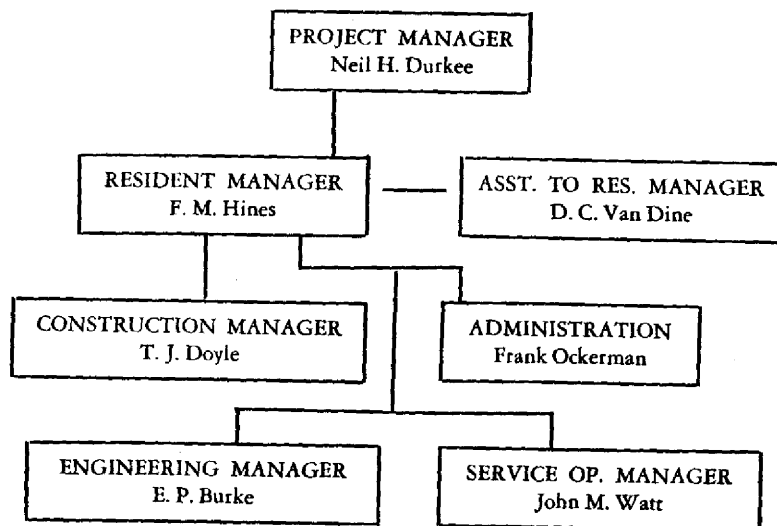 PROJECT MANAGER
Neil H. Durkee
RESIDENT MANAGER
F. M. Hines
ASST. TO RES. MANAGER
D. C. Van Dine
CONSTRUCTION MANAGER
T. J. Doyle
ADMINISTRATION
Frank Ockerman
ENGINEERING MANAGER
E. P. Burke
SERVICE OP. MANAGER
John M. Watt